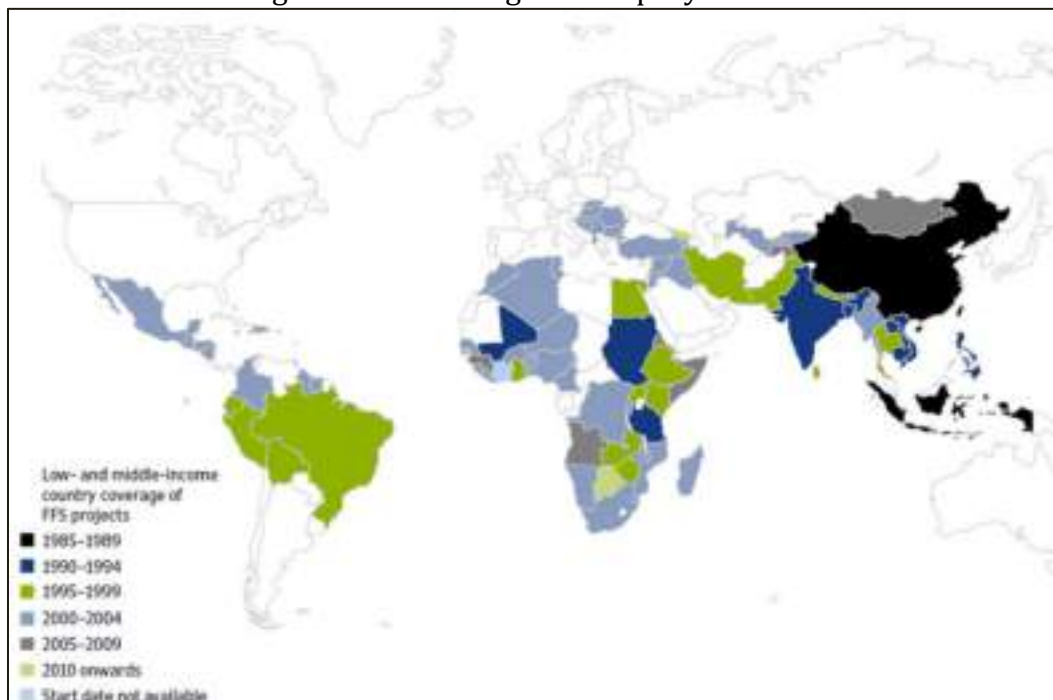 Low- and middle-income
country coverage of
FFS projects
1985–1989
1990–1994
1995–1999
2000–2004
2005–2009
2010 onwards
Start date not available